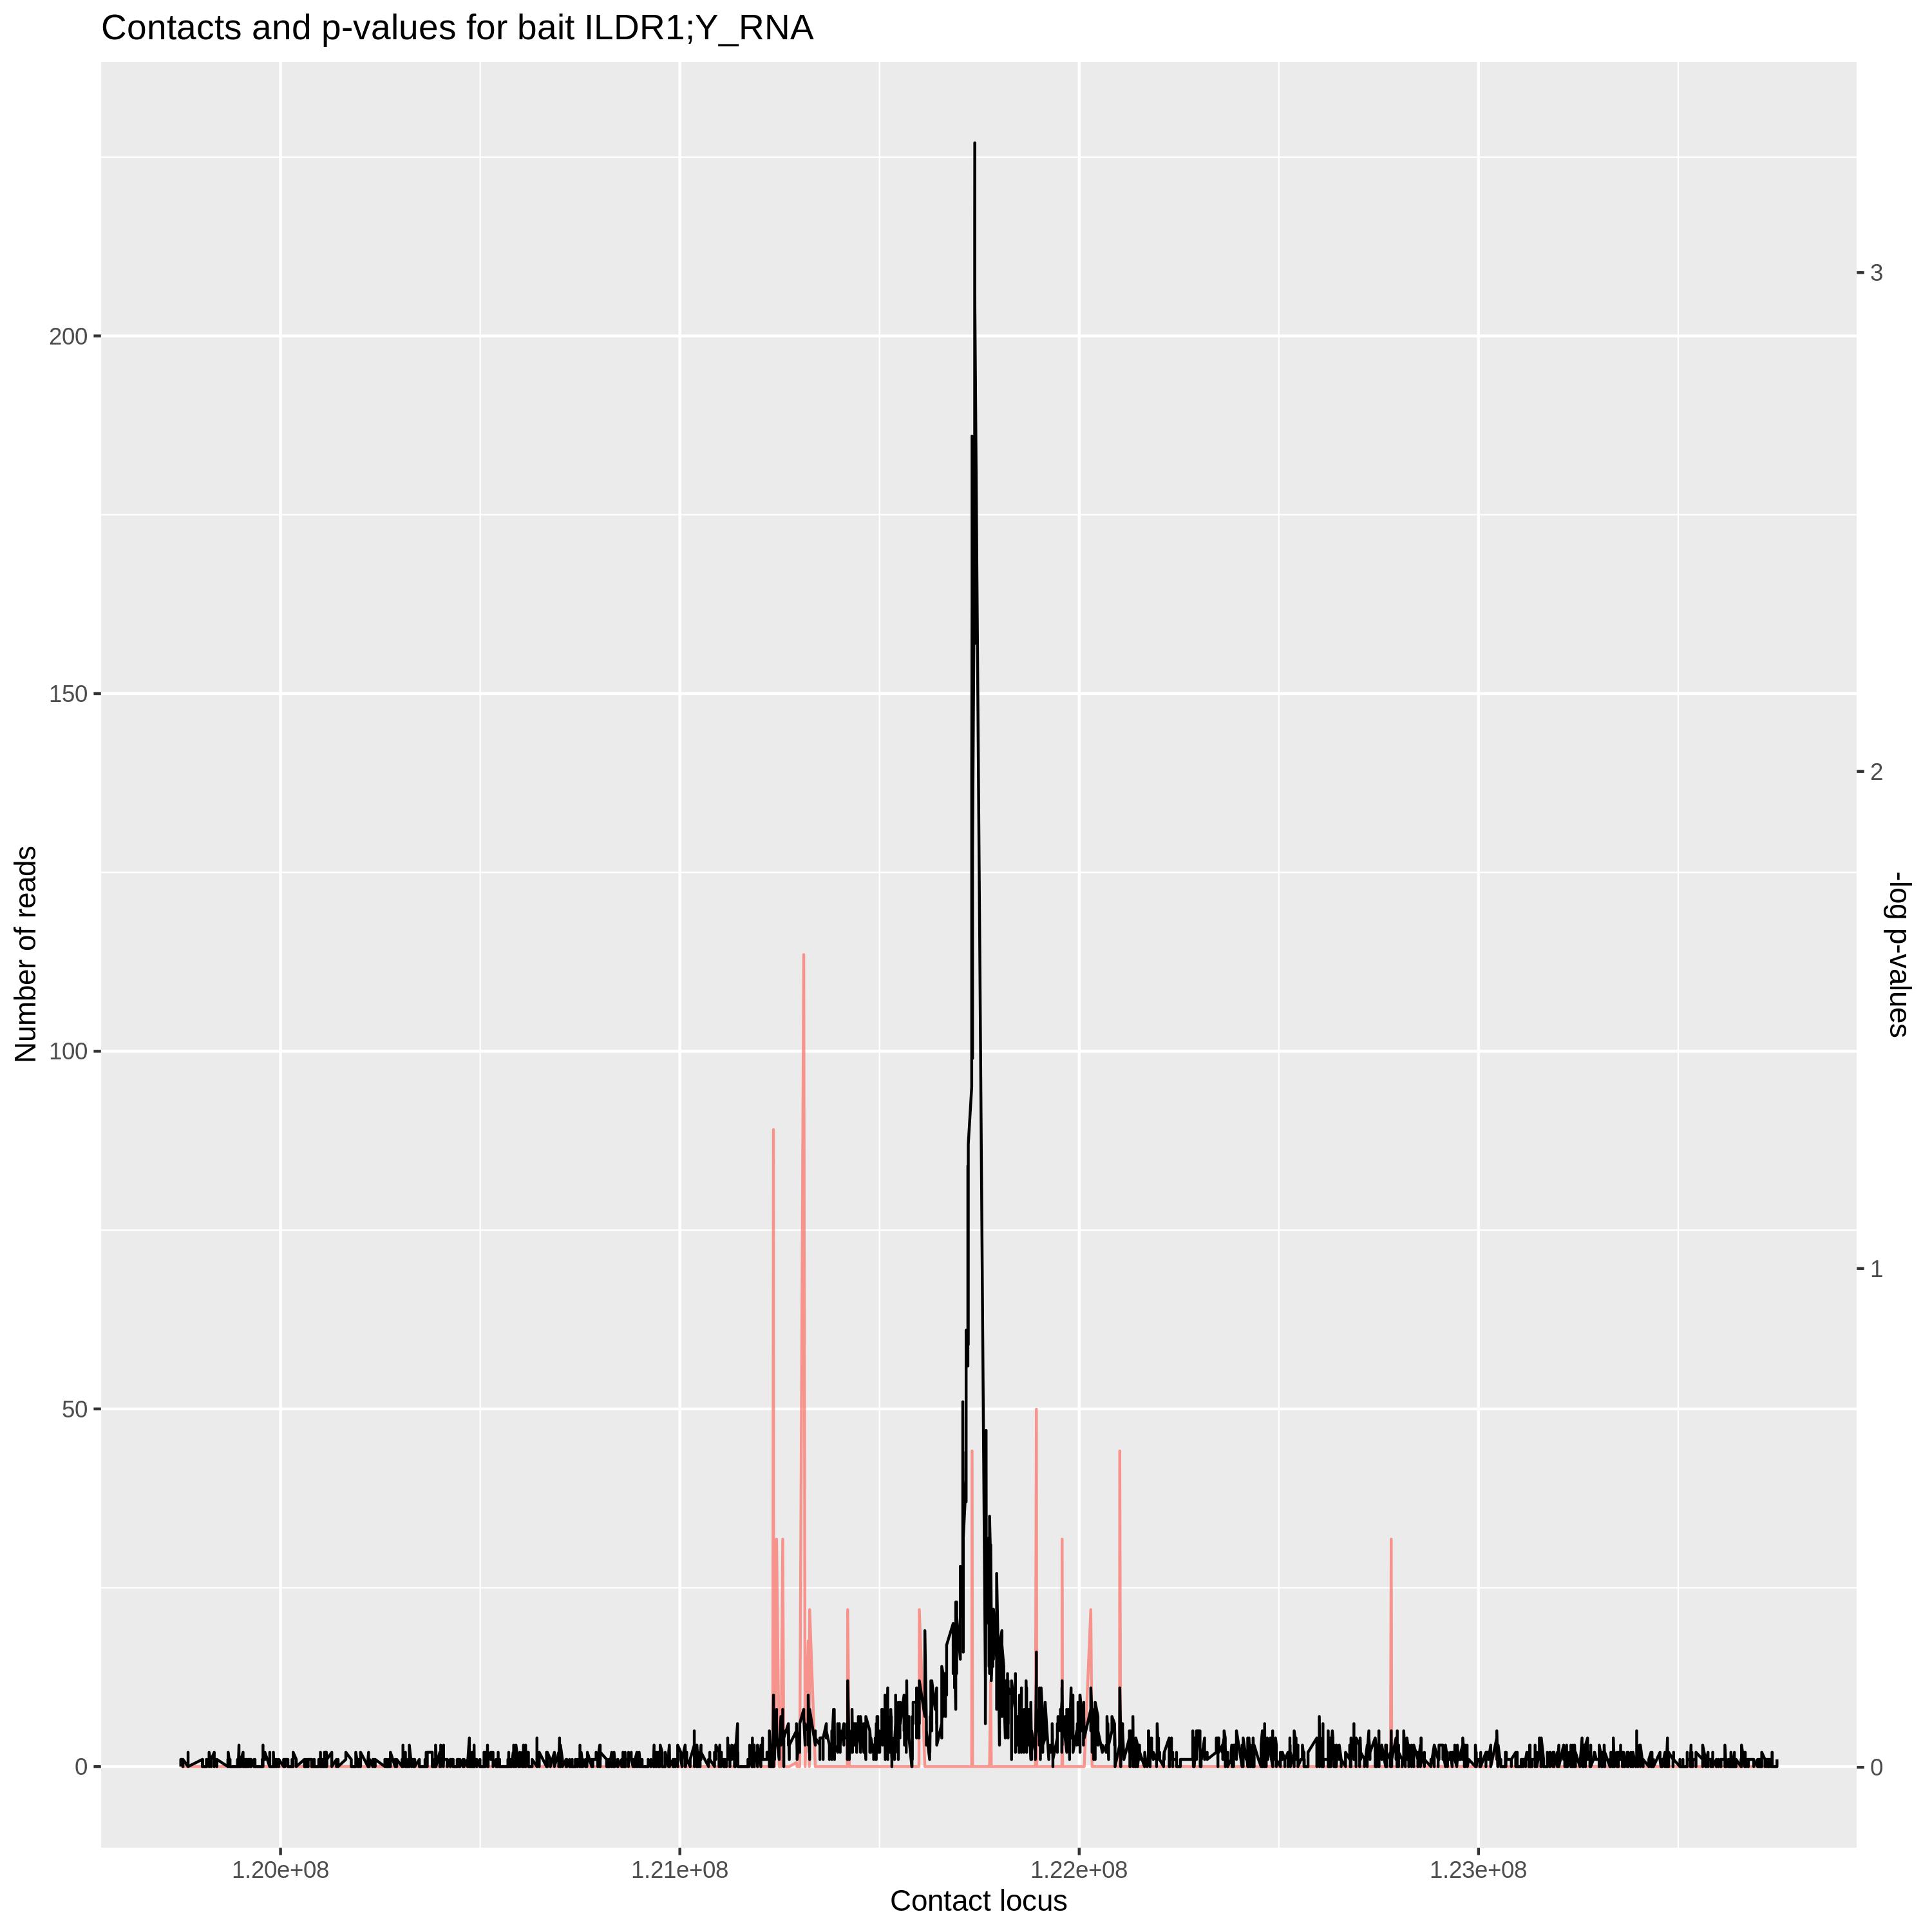 Contacts and p-values for bait ILDR1;Y_RNA
Number of reads
200
150
100
50
0
3
2
1
0
-log p-values
1.20e+08
1.21e+08
1.22e+08
1.23e+08
Contact locus